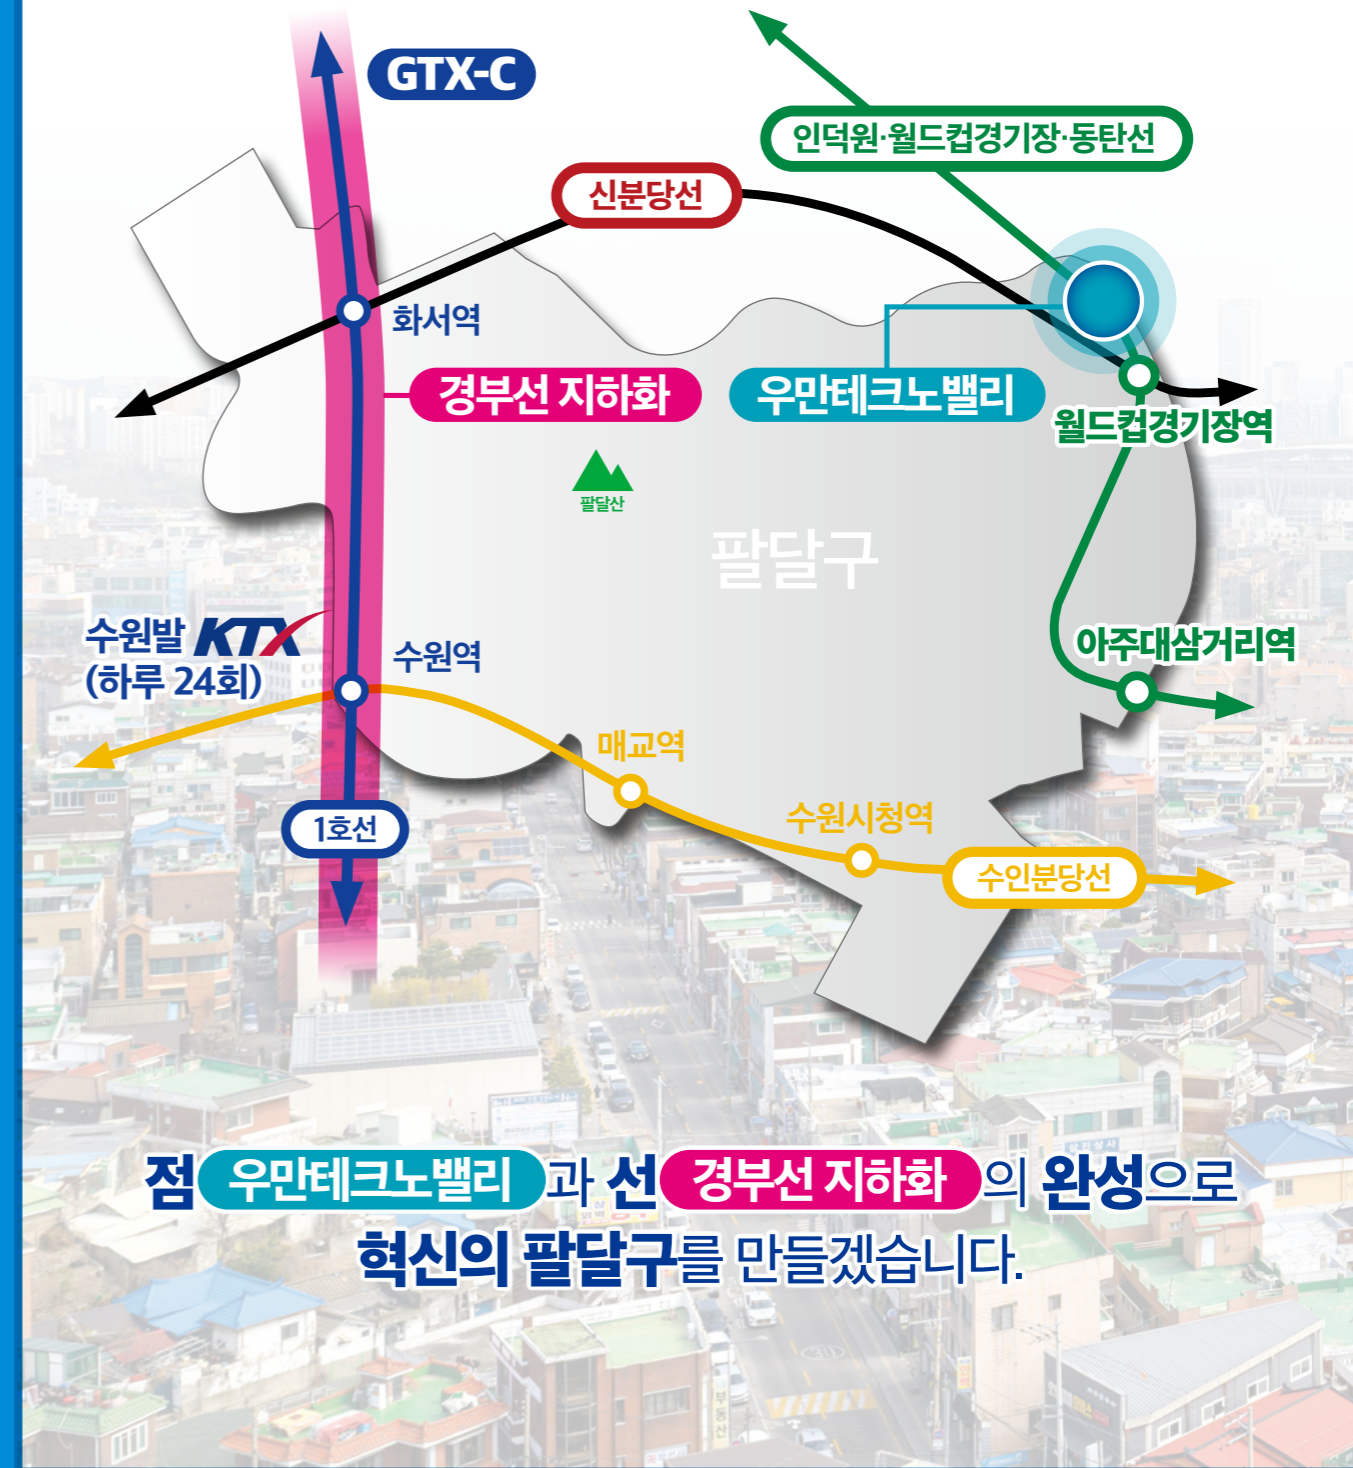 GTX-C
인덕원·월드컵경기장·동탄선
신분당선
화서역
경부선 지하화
우만테크노밸리
월드컵경기장역
팔달산
팔달구
수원발 KTX
(하루 24회)
수원역
아주대삼거리역
매교역
수원시청역
1호선
수인분당선
점 우만테크노밸리 과 선 경부선 지하화 의 완성으로
혁신의 팔달구를 만들겠습니다.
부동산